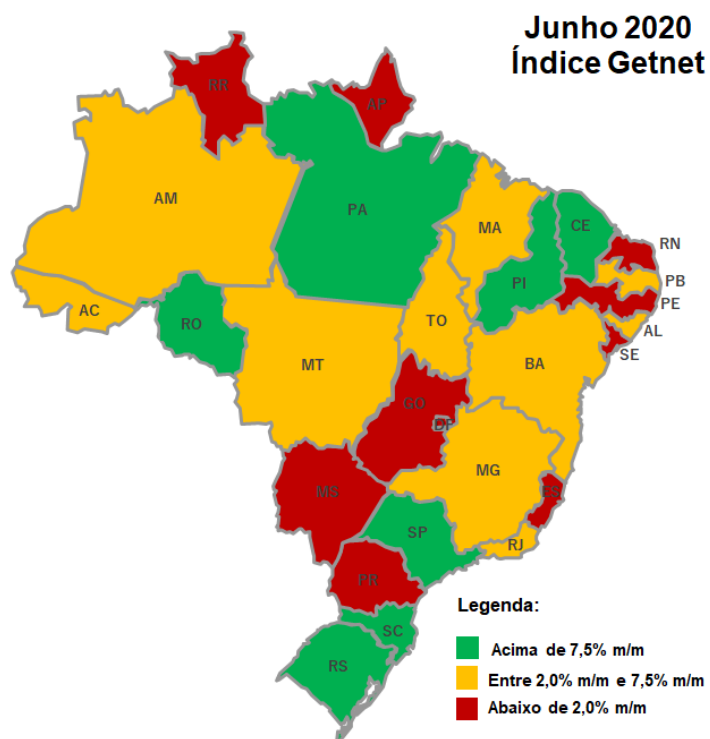 Junho 2020
Índice Getnet
RR
AP
AM
PA
MA
CE
RN
PB
PE
PI
AL
SE
AC
RO
TO
MT
BA
GO
DF
MG
ES
MS
SP
RJ
PR
SC
RS
Legenda:
Acima de 7,5% m/m
Entre 2,0% m/m e 7,5% m/m
Abaixo de 2,0% m/m